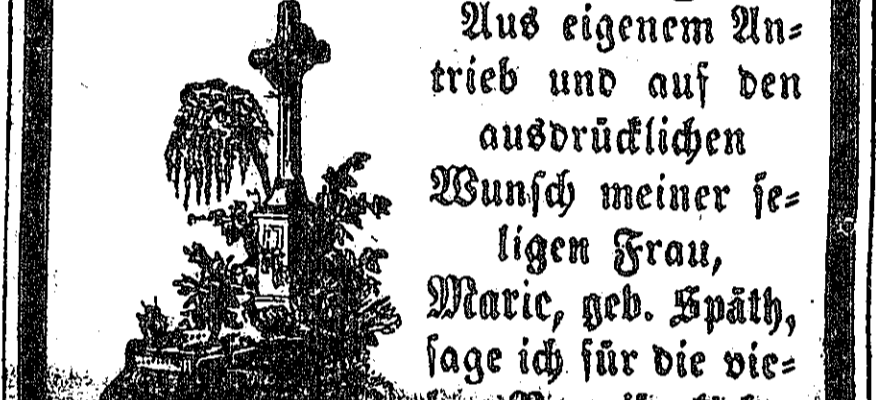 Aus eigenem An-
trieb und auf den
ausdrücklichen
Wunsch meiner se-
ligen Frau,
Marie, geb. Späth,
sage ich für die vie-